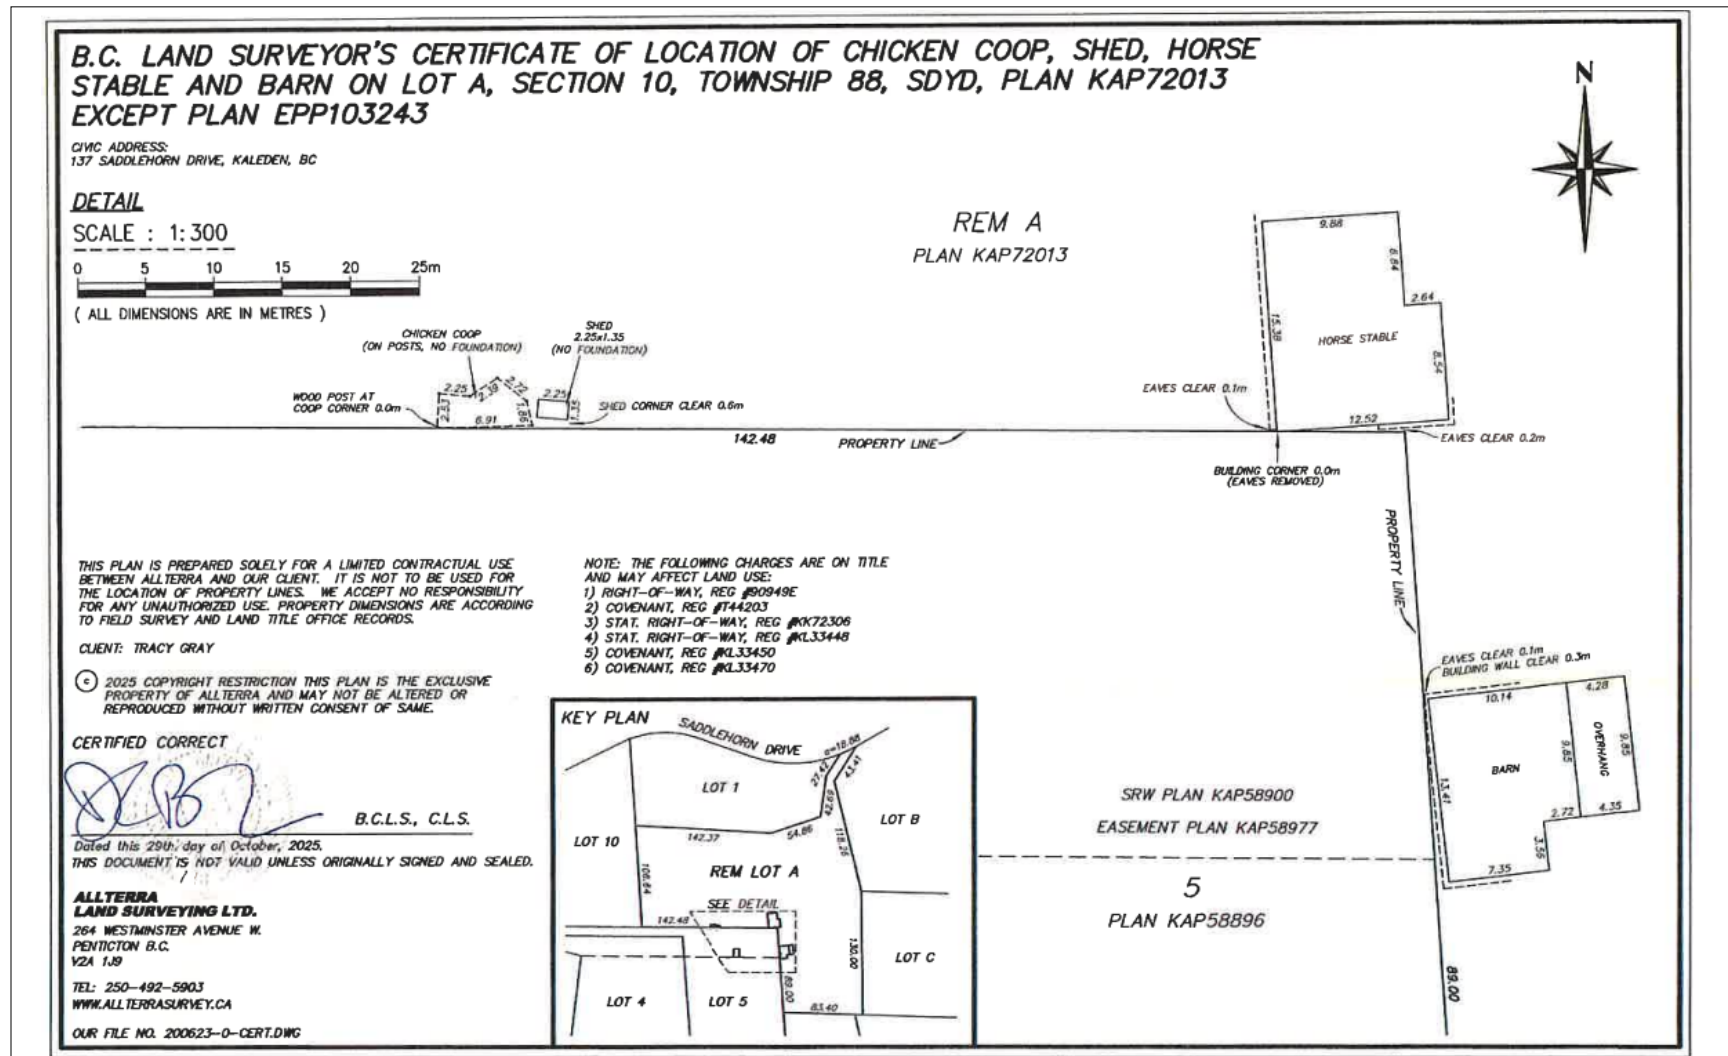 B.C. LAND SURVEYOR'S CERTIFICATE OF LOCATION OF CHICKEN COOP, SHED, HORSE
STABLE AND BARN ON LOT A, SECTION 10, TOWNSHIP 88, SDYD, PLAN KAP72013
EXCEPT PLAN EPP103243
CIVIC ADDRESS:
137 SADDLEHORN DRIVE, KALEDEN, BC
N
DETAIL
SCALE : 1:300
0 5 10 15 20 25m
( ALL DIMENSIONS ARE IN METRES )
REM A
PLAN KAP72013
9.88
6.84
2.64
15.38
HORSE STABLE
8.54
12.52
CHICKEN COOP
(ON POSTS, NO FOUNDATION)
SHED
2.25x1.35
(NO FOUNDATION)
WOOD POST AT
COOP CORNER 0.0m
2.25
2.39
2.72
2.53
6.91
1.86
2.25
1.35
SHED CORNER CLEAR 0.6m
EAVES CLEAR 0.1m
142.48
PROPERTY LINE
EAVES CLEAR 0.2m
BUILDING CORNER 0.0m
(EAVES REMOVED)
PROPERTY LINE
THIS PLAN IS PREPARED SOLELY FOR A LIMITED CONTRACTUAL USE
BETWEEN ALLTERRA AND OUR CLIENT. IT IS NOT TO BE USED FOR
THE LOCATION OF PROPERTY LINES. WE ACCEPT NO RESPONSIBILITY
FOR ANY UNAUTHORIZED USE. PROPERTY DIMENSIONS ARE ACCORDING
TO FIELD SURVEY AND LAND TITLE OFFICE RECORDS.
CLIENT: TRACY GRAY
© 2025 COPYRIGHT RESTRICTION THIS PLAN IS THE EXCLUSIVE
PROPERTY OF ALLTERRA AND MAY NOT BE ALTERED OR
REPRODUCED WITHOUT WRITTEN CONSENT OF SAME.
CERTIFIED CORRECT
B.C.L.S., C.L.S.
Dated this 29th. day of October, 2025.
THIS DOCUMENT IS NOT VALID UNLESS ORIGINALLY SIGNED AND SEALED.
ALLTERRA
LAND SURVEYING LTD.
264 WESTMINSTER AVENUE W.
PENTICTON B.C.
V2A 1J9
TEL: 250-492-5903
WWW.ALLTERRASURVEY.CA
OUR FILE NO. 200623-0-CERT.DWG
NOTE: THE FOLLOWING CHARGES ARE ON TITLE
AND MAY AFFECT LAND USE:
1) RIGHT-OF-WAY, REG #90949E
2) COVENANT, REG #T44203
3) STAT. RIGHT-OF-WAY, REG #KK72306
4) STAT. RIGHT-OF-WAY, REG #KL33448
5) COVENANT, REG #KL33450
6) COVENANT, REG #KL33470
KEY PLAN
SADDLEHORN DRIVE
a=18.88
27.42
43.41
LOT 1
42.69
LOT B
LOT 10
142.37
54.86
118.26
REM LOT A
106.64
SEE DETAIL
142.48
130.00
LOT C
89.00
LOT 4
LOT 5
83.40
EAVES CLEAR 0.1m
BUILDING WALL CLEAR 0.3m
10.14
4.28
9.85
OVERHANG
9.85
BARN
13.41
2.72
4.35
3.56
7.35
SRW PLAN KAP58900
EASEMENT PLAN KAP58977
5
PLAN KAP58896
89.00